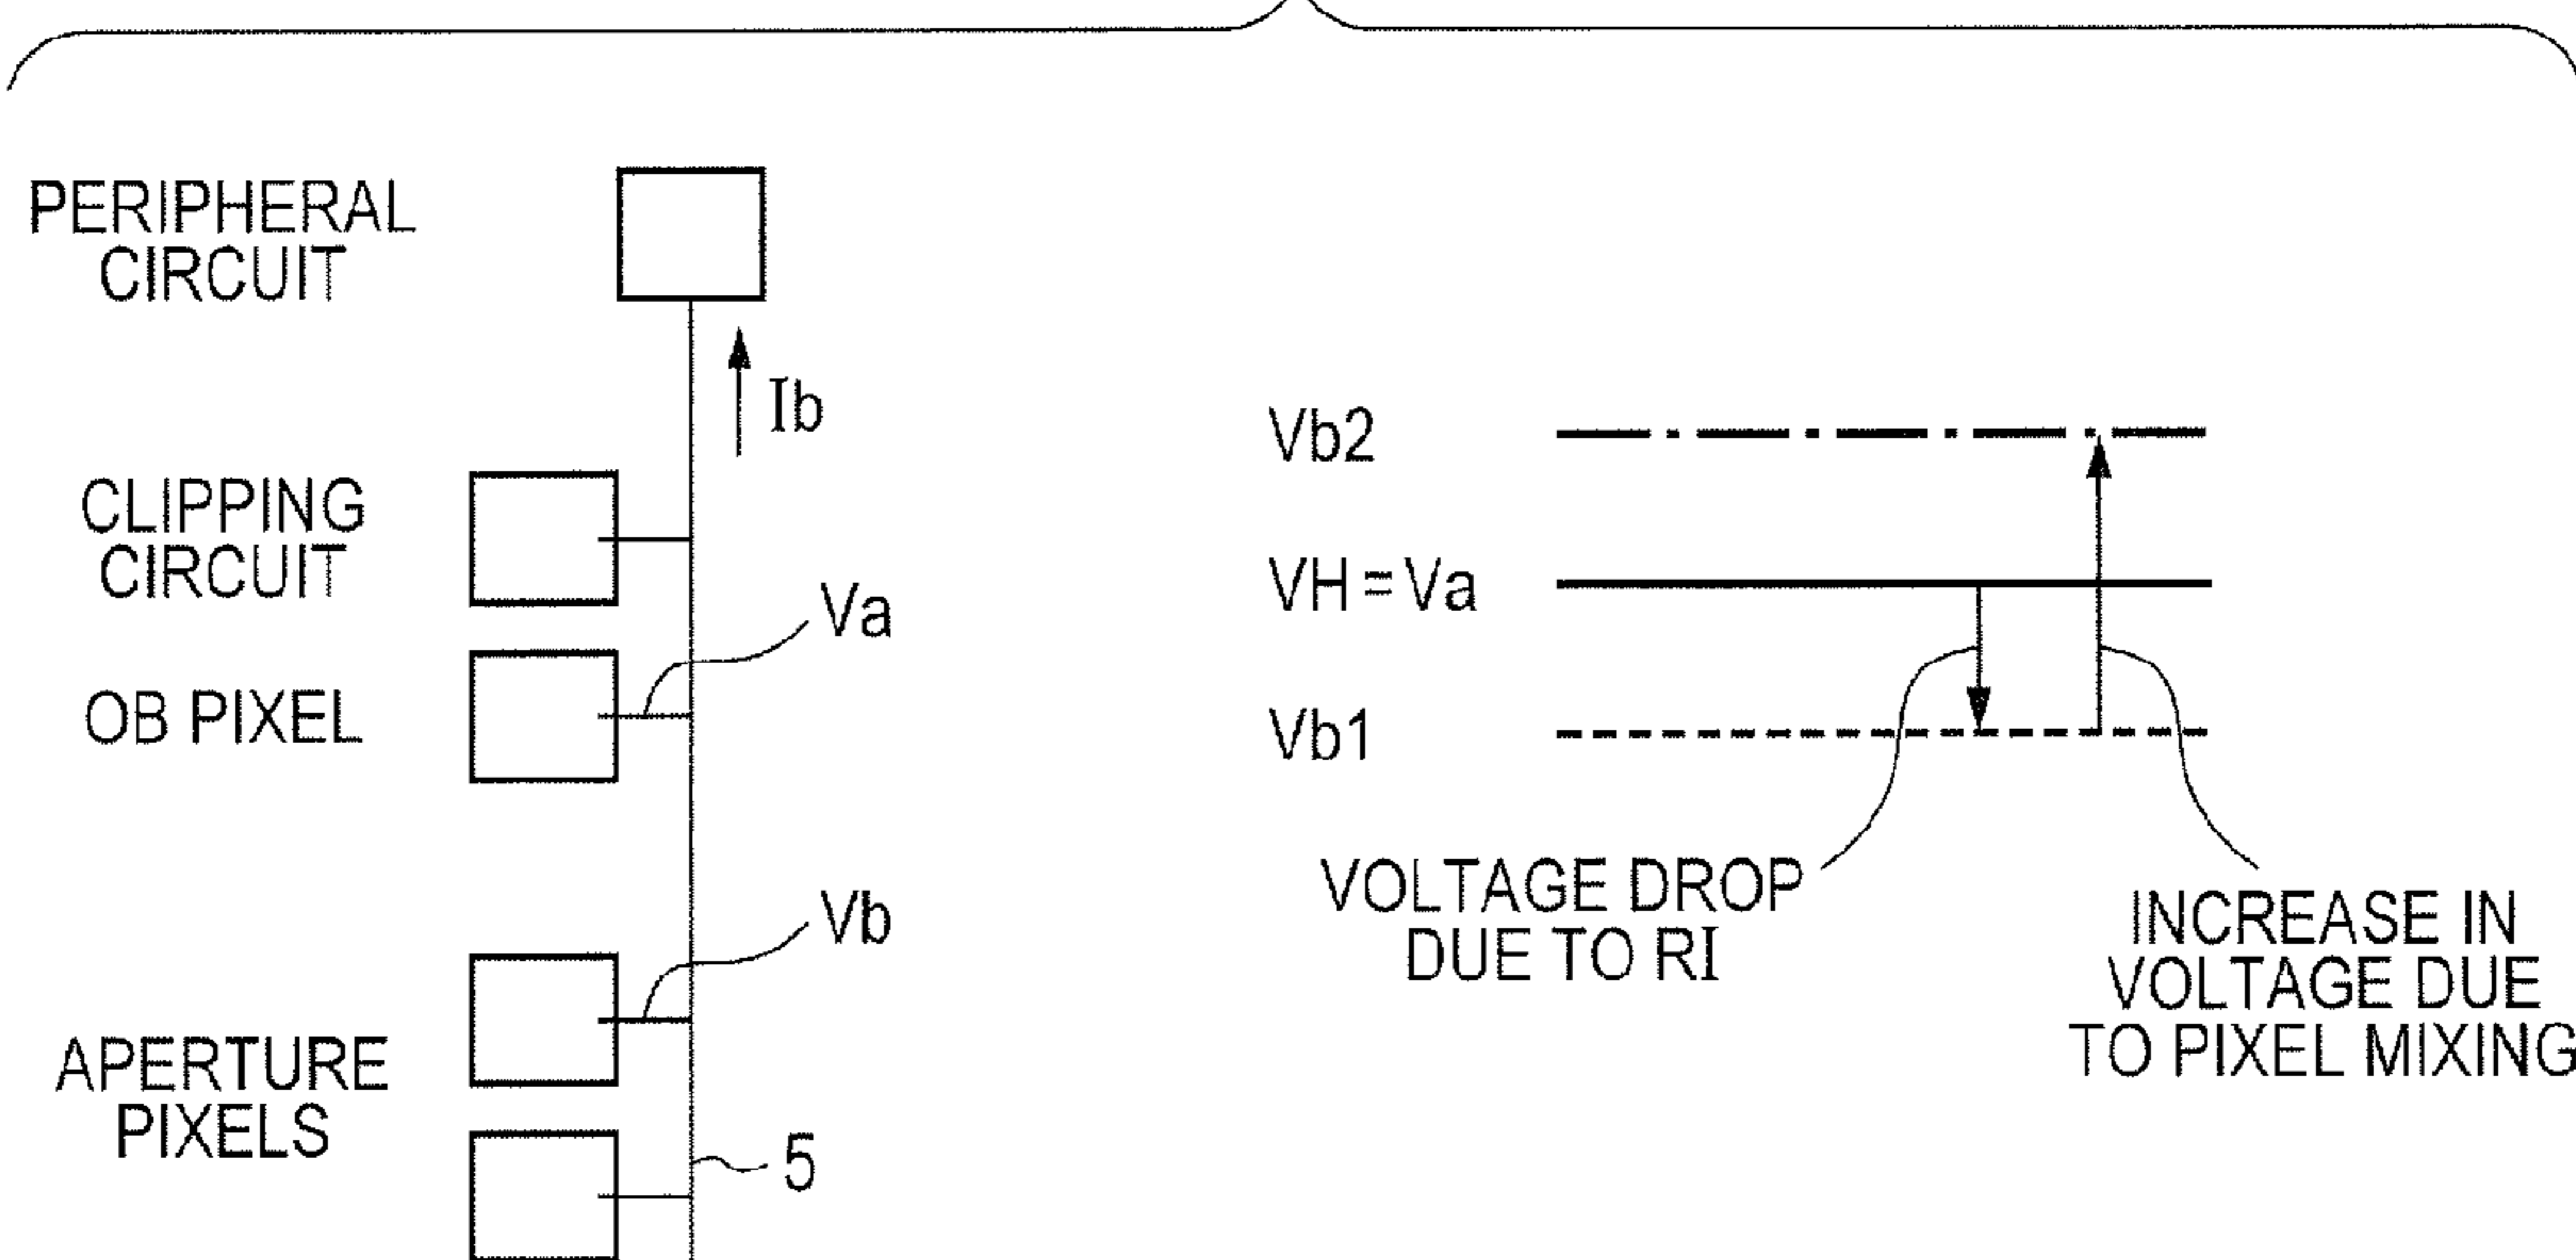 PERIPHERAL
CIRCUIT
Ib
CLIPPING
CIRCUIT
Va
OB PIXEL
Vb
APERTURE
PIXELS
5
Vb2
VH = Va
Vb1
VOLTAGE DROP
DUE TO RI
INCREASE IN
VOLTAGE DUE
TO PIXEL MIXING